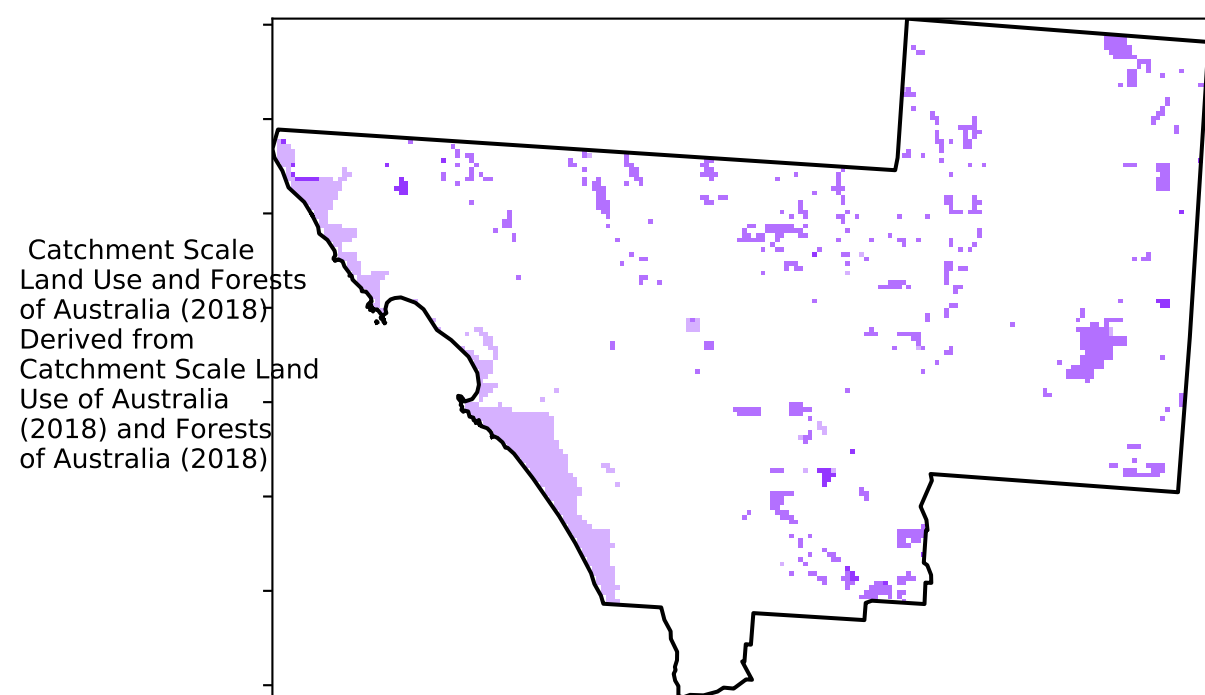 Catchment Scale
Land Use and Forests
of Australia (2018)
Derived from
Catchment Scale Land
Use of Australia
(2018) and Forests
of Australia (2018)